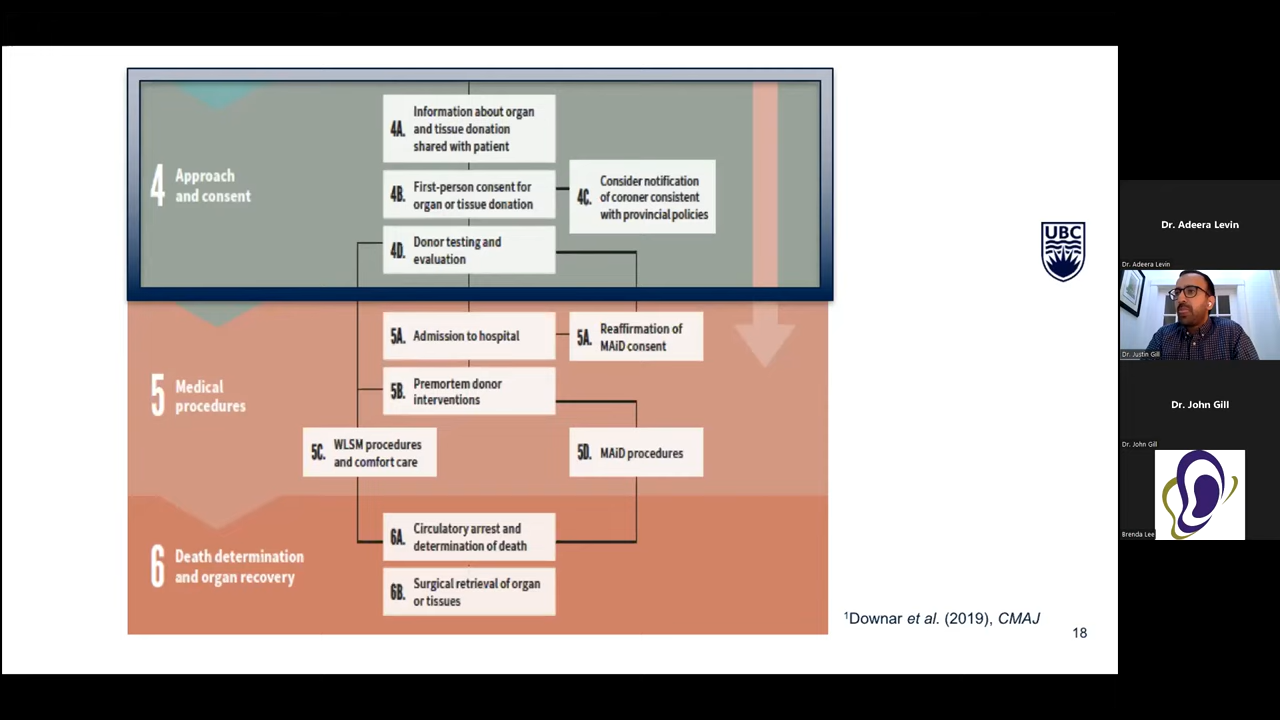 4
Approach
and consent
4A.
Information about organ
and tissue donation
shared with patient
4B.
First-person consent for
organ or tissue donation
4C.
Consider notification
of coroner consistent
with provincial policies
4D.
Donor testing and
evaluation
5
Medical
procedures
5A.
Admission to hospital
5A.
Reaffirmation of
MAiD consent
5B.
Premortem donor
interventions
5C.
WLSM procedures
and comfort care
5D.
MAiD procedures
6
Death determination
and organ recovery
6A.
Circulatory arrest and
determination of death
6B.
Surgical retrieval of organ
or tissues
UBC
¹Downar et al. (2019), CMAJ
18
Dr. Adeera Levin
Dr. Adeera Levin
Dr. Justin Gill
Dr. John Gill
Dr. John Gill
Brenda Lee